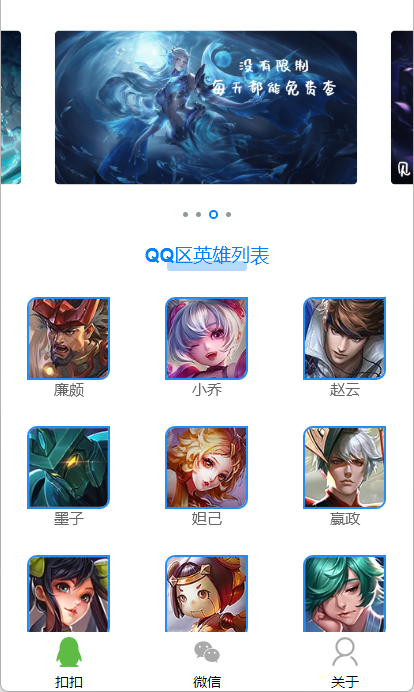 没有限制
每天都能免费查
贝
QQ区英雄列表
廉颇
小乔
赵云
墨子
妲己
嬴政
扣扣
微信
关于